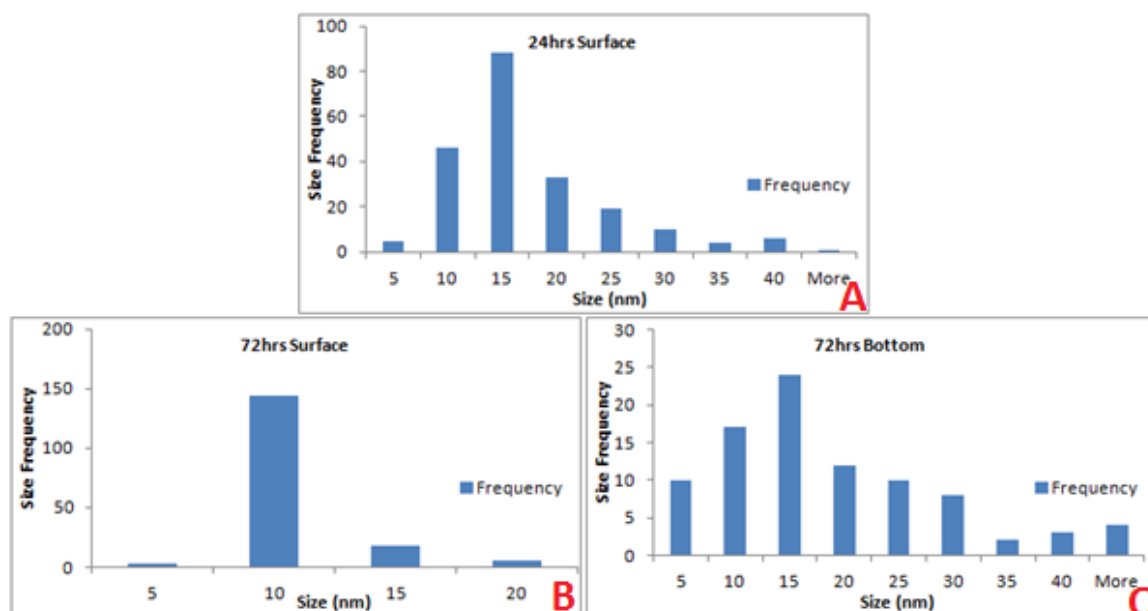 24hrs Surface
Size Frequency
100
80
60
40
20
0
Frequency
5 10 15 20 25 30 35 40 More
Size (nm)
A
72hrs Surface
Size Frequency
200
150
100
50
0
Frequency
5 10 15 20
Size (nm)
B
72hrs Bottom
Size Frequency
30
25
20
15
10
5
0
Frequency
5 10 15 20 25 30 35 40 More
Size (nm)
C